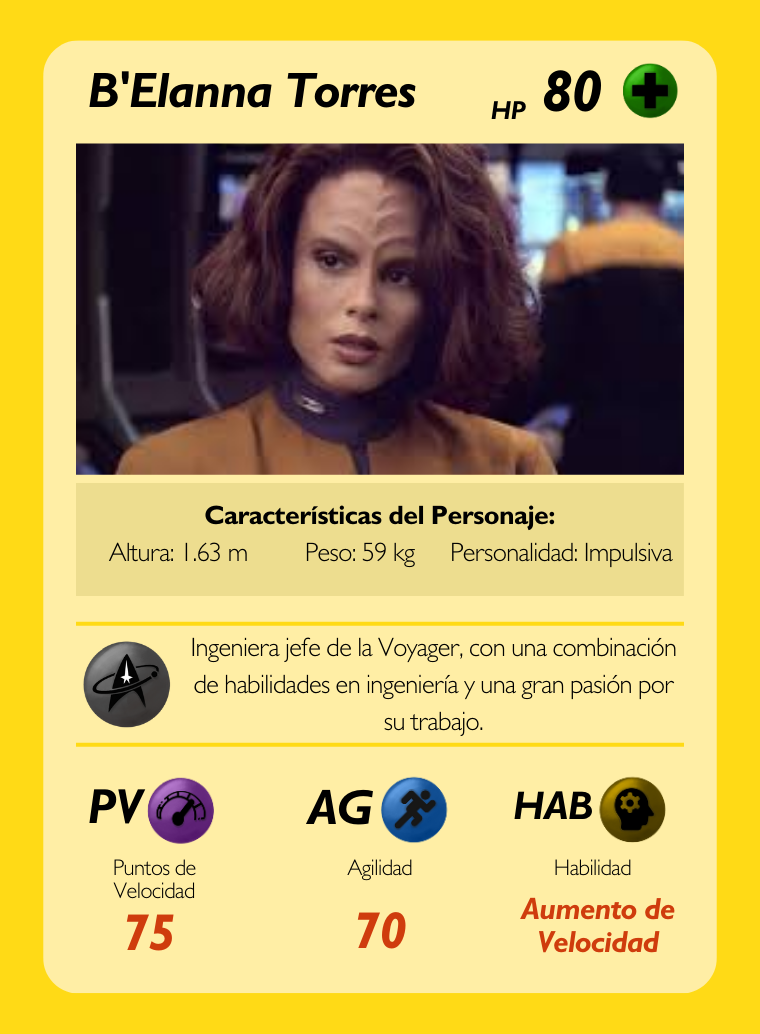 B'Elanna Torres
HP 80
Características del Personaje:
Altura: 1.63 m Peso: 59 kg Personalidad: Impulsiva
Ingeniera jefe de la Voyager, con una combinación
de habilidades en ingeniería y una gran pasión por
su trabajo.
PV AG HAB
Puntos de
Velocidad
75
Agilidad
70
Habilidad
Aumento de
Velocidad